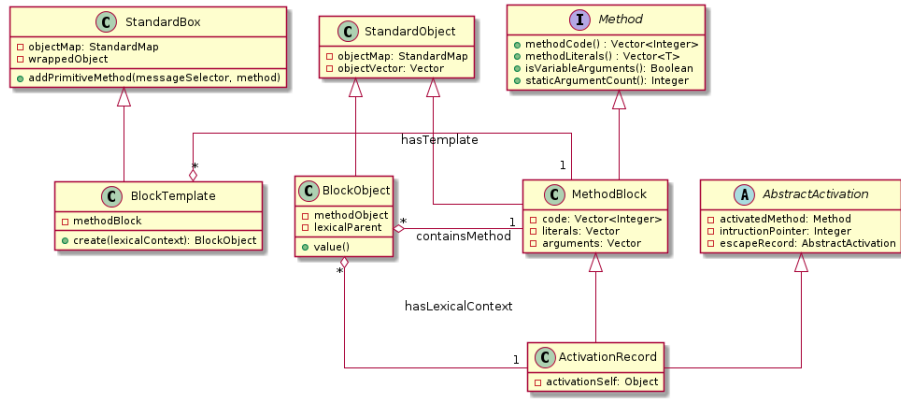 C StandardBox
objectMap: StandardMap
wrappedObject
addPrimitiveMethod(messageSelector, method)
C StandardObject
objectMap: StandardMap
objectVector: Vector
I Method
methodCode() : Vector<Integer>
methodLiterals() : Vector<T>
isVariableArguments(): Boolean
staticArgumentCount(): Integer
hasTemplate
*
1
C BlockTemplate
methodBlock
create(lexicalContext): BlockObject
C BlockObject
methodObject
lexicalParent
value()
*
1
containsMethod
C MethodBlock
code: Vector<Integer>
literals: Vector
arguments: Vector
A AbstractActivation
activatedMethod: Method
intructionPointer: Integer
escapeRecord: AbstractActivation
*
hasLexicalContext
1
C ActivationRecord
activationSelf: Object